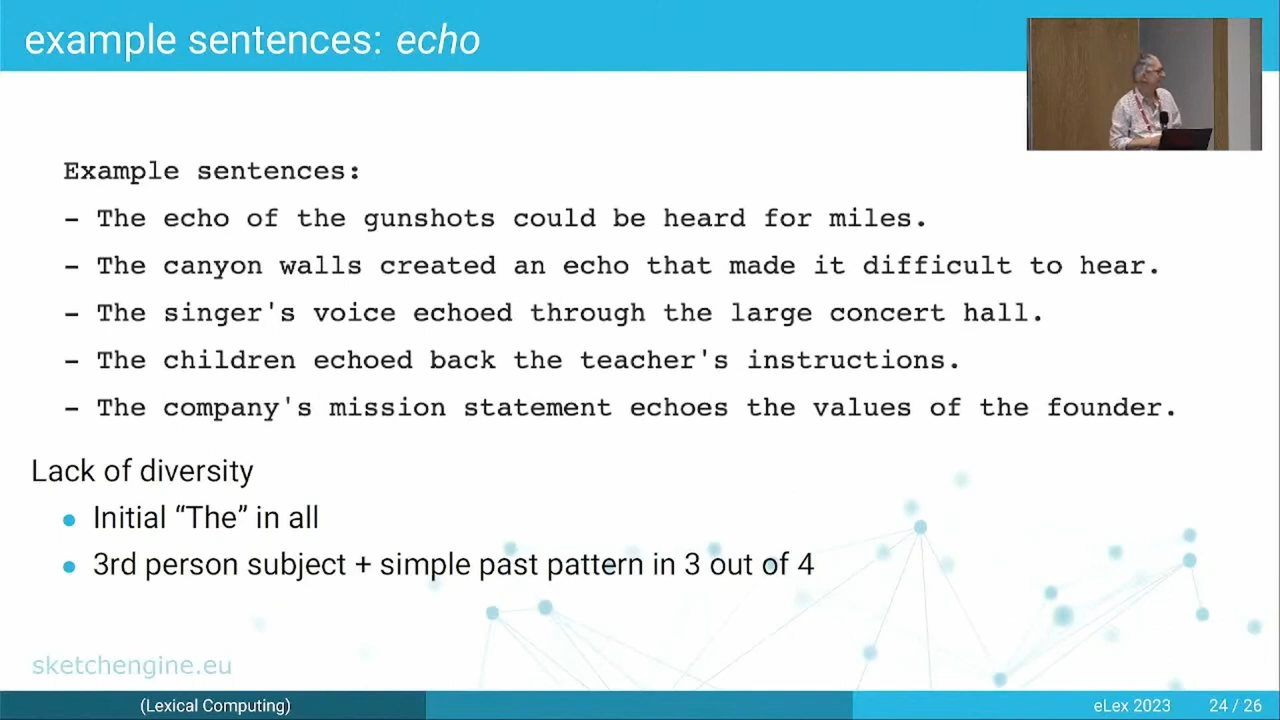 example sentences: echo
Example sentences:
- The echo of the gunshots could be heard for miles.
- The canyon walls created an echo that made it difficult to hear.
- The singer's voice echoed through the large concert hall.
- The children echoed back the teacher's instructions.
- The company's mission statement echoes the values of the founder.
Lack of diversity
• Initial “The” in all
• 3rd person subject + simple past pattern in 3 out of 4
sketchengine.eu
(Lexical Computing)
eLex 2023
24 / 26